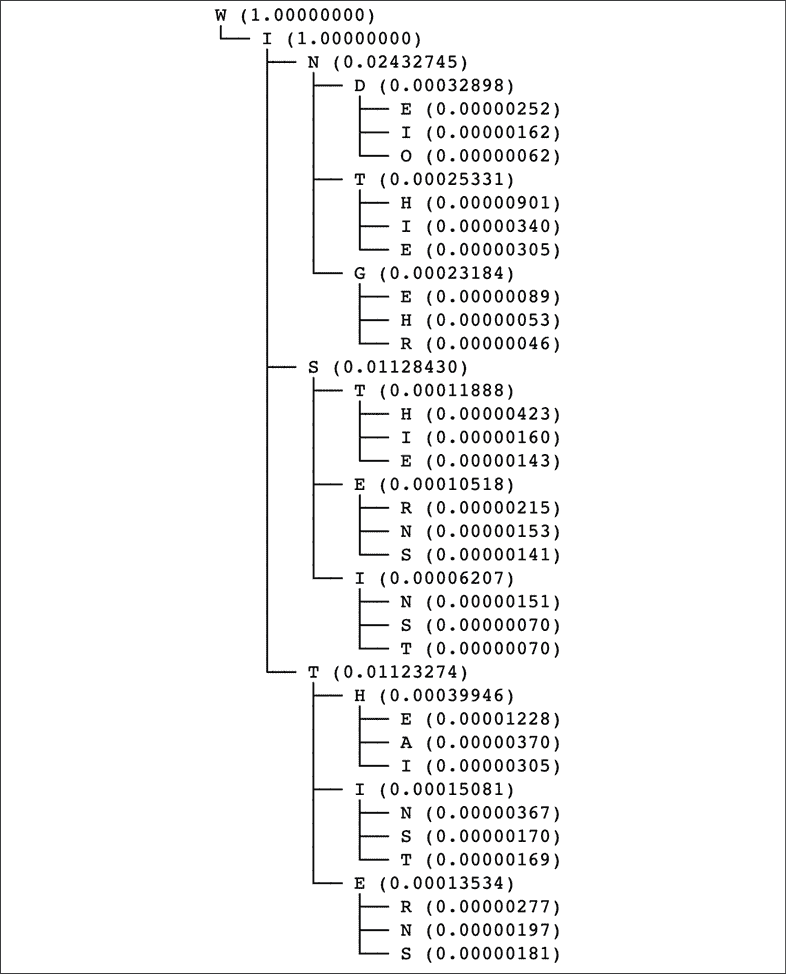 W (1.00000000)
I (1.00000000)
N (0.02432745)
D (0.00032898)
E (0.00000252)
I (0.00000162)
O (0.00000062)
T (0.00025331)
H (0.00000901)
I (0.00000340)
E (0.00000305)
G (0.00023184)
E (0.00000089)
H (0.00000053)
R (0.00000046)
S (0.01128430)
T (0.00011888)
H (0.00000423)
I (0.00000160)
E (0.00000143)
E (0.00010518)
R (0.00000215)
N (0.00000153)
S (0.00000141)
I (0.00006207)
N (0.00000151)
S (0.00000070)
T (0.00000070)
T (0.01123274)
H (0.00039946)
E (0.00001228)
A (0.00000370)
I (0.00000305)
I (0.00015081)
N (0.00000367)
S (0.00000170)
T (0.00000169)
E (0.00013534)
R (0.00000277)
N (0.00000197)
S (0.00000181)